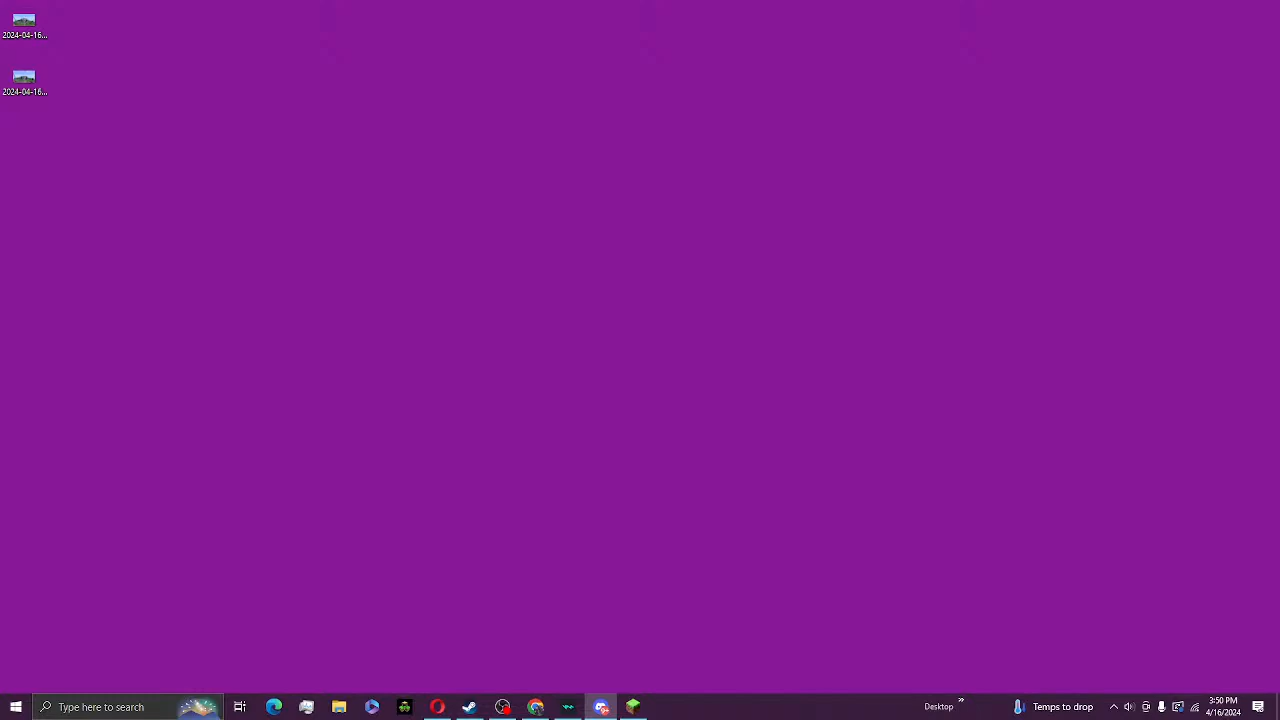 2024-04-16...
2024-04-16...
Type here to search
Desktop
Temps to drop
3:50 PM
4/16/2024